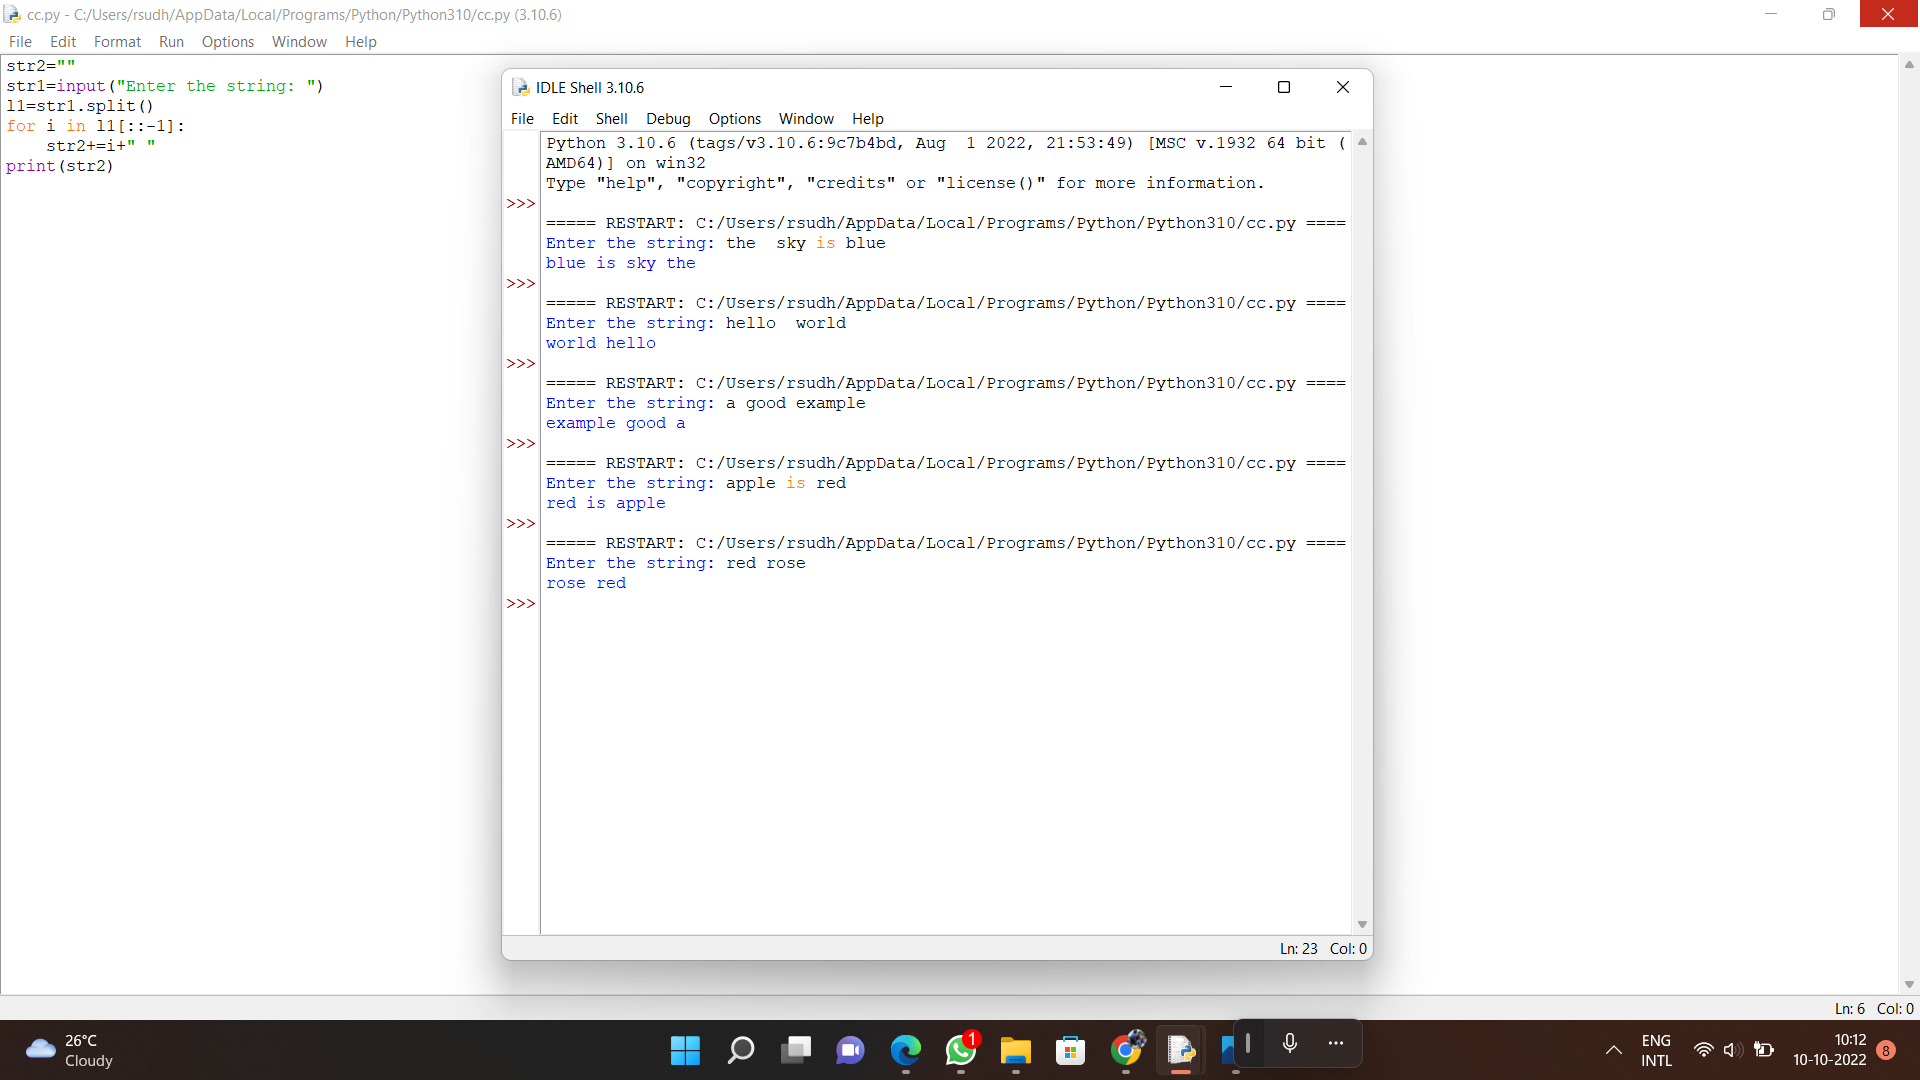 cc.py - C:/Users/rsudh/AppData/Local/Programs/Python/Python310/cc.py (3.10.6)
File Edit Format Run Options Window Help
str2=""
str1=input("Enter the string: ")
l1=str1.split()
for i in l1[::-1]:
    str2+=i+" "
print(str2)
IDLE Shell 3.10.6
File Edit Shell Debug Options Window Help
Python 3.10.6 (tags/v3.10.6:9c7b4bd, Aug  1 2022, 21:53:49) [MSC v.1932 64 bit (
AMD64)] on win32
Type "help", "copyright", "credits" or "license()" for more information.
>>>
===== RESTART: C:/Users/rsudh/AppData/Local/Programs/Python/Python310/cc.py ====
Enter the string: the  sky is blue
blue is sky the
>>>
===== RESTART: C:/Users/rsudh/AppData/Local/Programs/Python/Python310/cc.py ====
Enter the string: hello  world
world hello
>>>
===== RESTART: C:/Users/rsudh/AppData/Local/Programs/Python/Python310/cc.py ====
Enter the string: a good example
example good a
>>>
===== RESTART: C:/Users/rsudh/AppData/Local/Programs/Python/Python310/cc.py ====
Enter the string: apple is red
red is apple
>>>
===== RESTART: C:/Users/rsudh/AppData/Local/Programs/Python/Python310/cc.py ====
Enter the string: red rose
rose red
>>>
Ln: 23 Col: 0
Ln: 6 Col: 0
26°C
Cloudy
1
ENG
INTL
10:12
10-10-2022
8